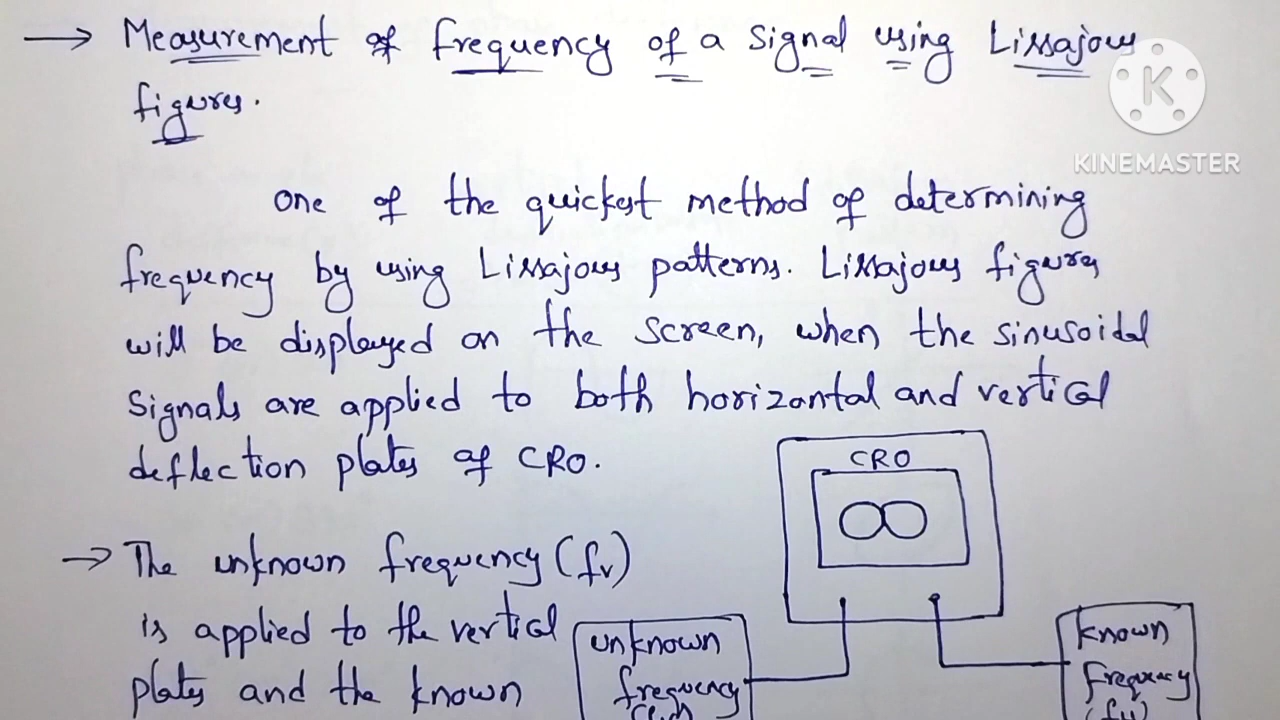 → Measurement of frequency of a signal using Lissajous
figures.
K
KINEMASTER
One of the quickest method of determining
frequency by using Lissajous patterns. Lissajous figures
will be displayed on the screen, when the sinusoidal
signals are applied to both horizontal and vertical
deflection plates of CRO.
CRO
→ The unknown frequency (fv)
is applied to the vertical
plates and the known
unknown
frequency
known
frequency